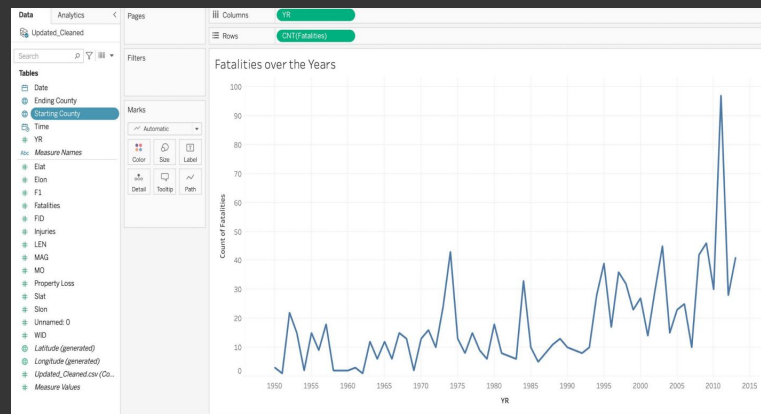 Data
Analytics
Pages
Columns
YR
Updated_Cleaned
Rows
CNT(Fatalities)
Search
Filters
Tables
Date
Ending County
Starting County
Time
YR
Abc Measure Names
Elat
Elon
F1
Fatalities
FID
Injuries
LEN
MAG
MO
Property Loss
Slat
Slon
Unnamed: 0
WID
Latitude (generated)
Longitude (generated)
Updated_Cleaned.csv (Co...
Measure Values
Marks
Automatic
Color
Size
Label
Detail
Tooltip
Path
Fatalities over the Years
100
90
80
70
60
50
40
30
20
10
0
Count of Fatalities
1950 1955 1960 1965 1970 1975 1980 1985 1990 1995 2000 2005 2010 2015
YR